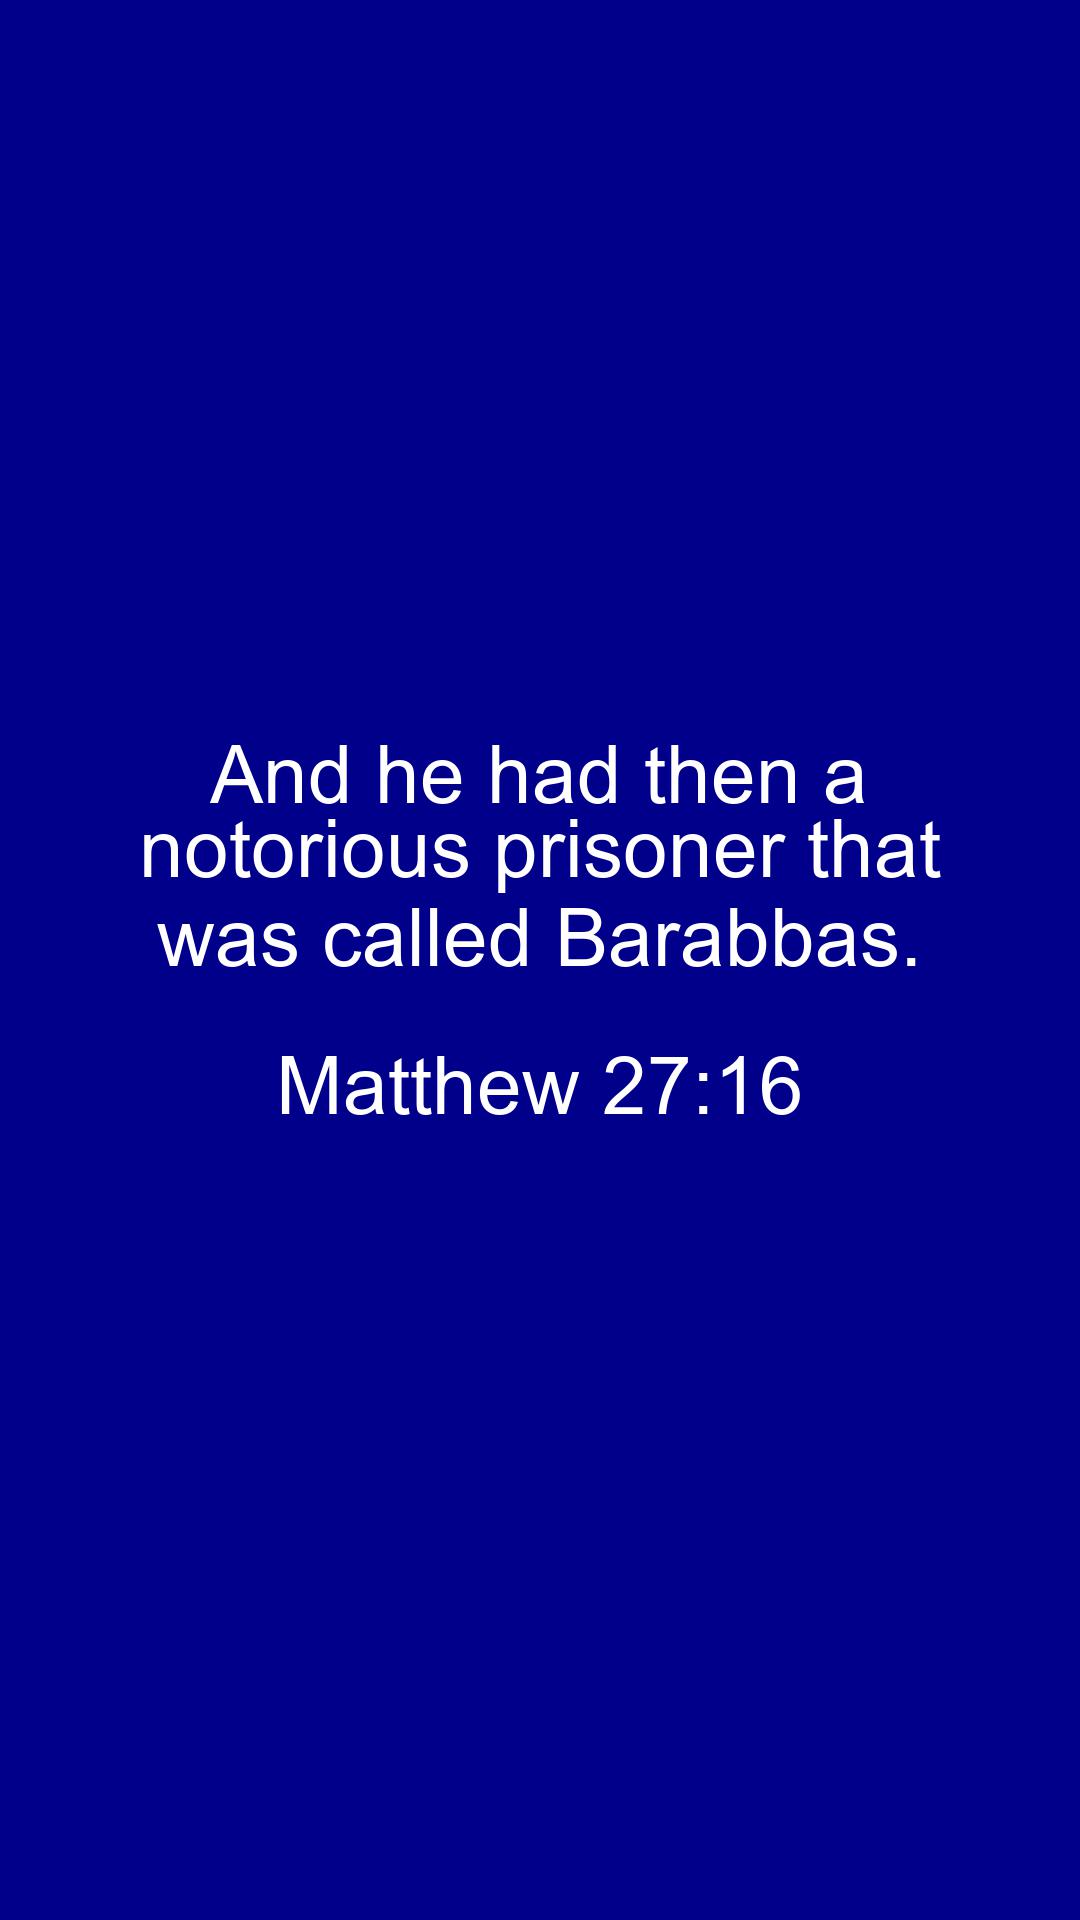 And he had then a
notorious prisoner that
was called Barabbas.
Matthew 27:16